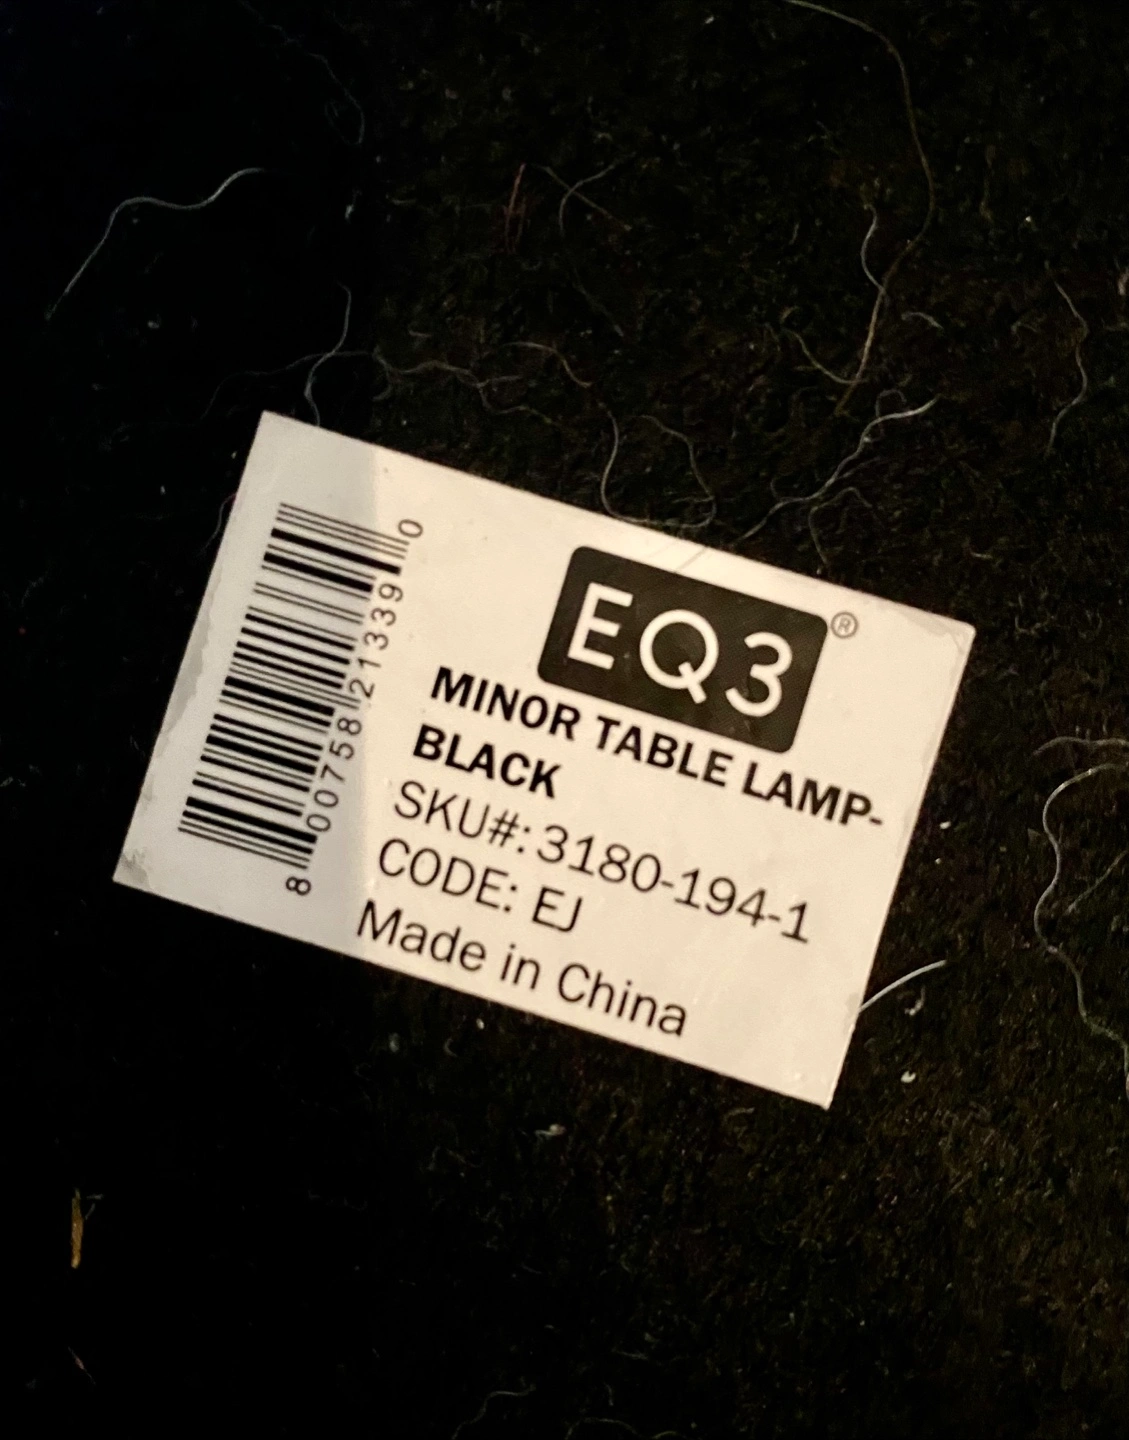 EQ3®
MINOR TABLE LAMP-
BLACK
SKU#: 3180-194-1
CODE: EJ
Made in China
8 00758 21339 0